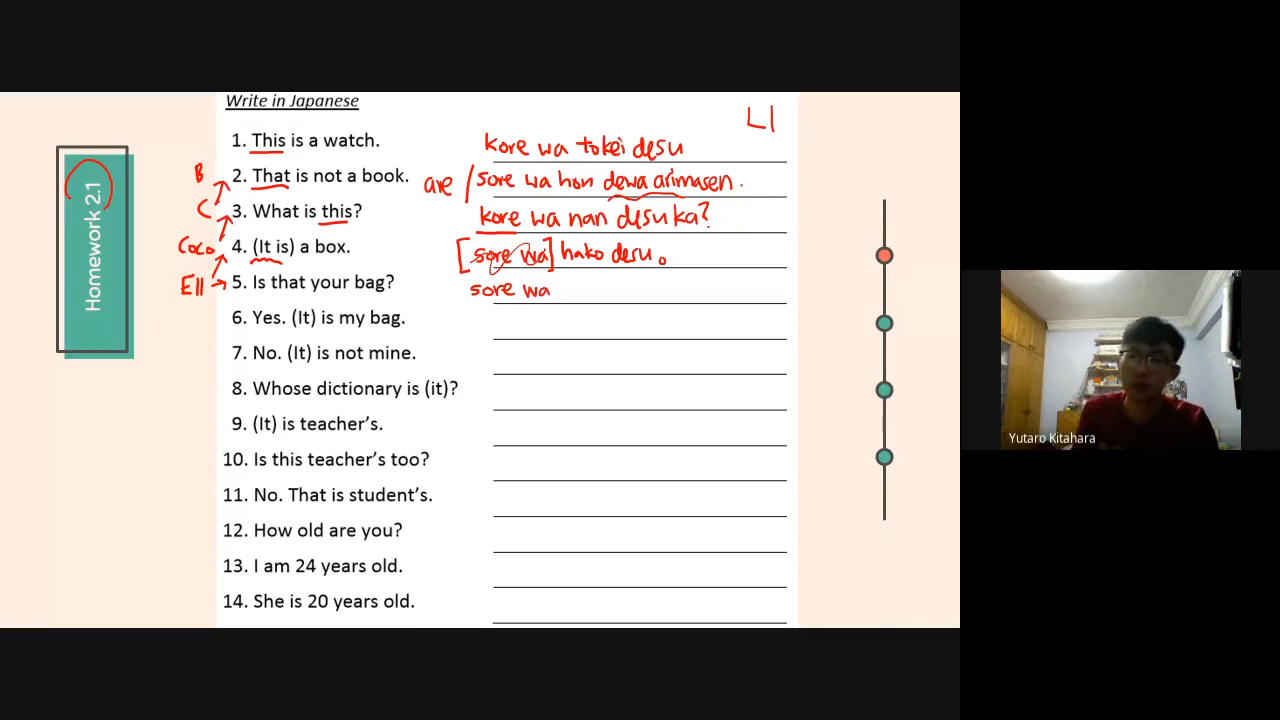 Write in Japanese
L1
Homework 2.1
1. This is a watch. kore wa tokei desu
B
2. That is not a book. are / sore wa hon dewa arimasen.
C
3. What is this? kore wa nan desu ka?
Coco
4. (It is) a box. [sore wa] hako desu.
Ell
5. Is that your bag? sore wa
6. Yes. (It) is my bag.
7. No. (It) is not mine.
8. Whose dictionary is (it)?
9. (It) is teacher's.
10. Is this teacher's too?
11. No. That is student's.
12. How old are you?
13. I am 24 years old.
14. She is 20 years old.
Yutaro Kitahara